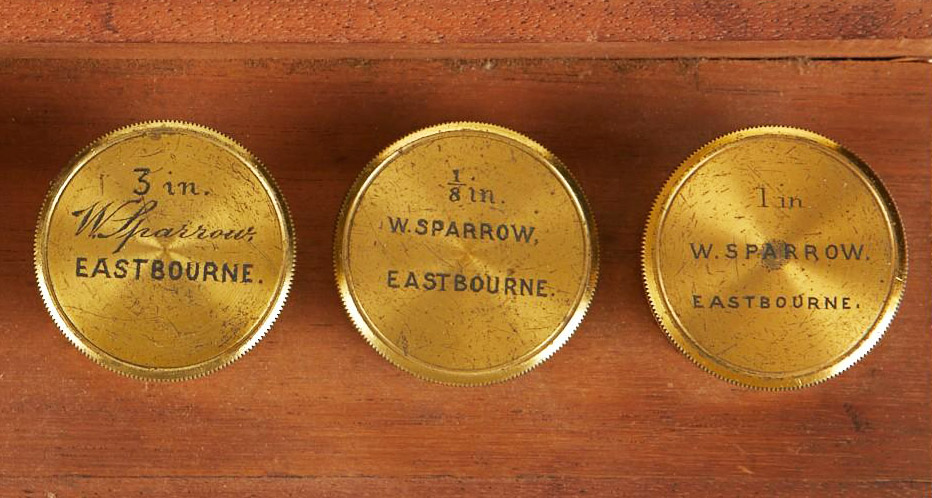 3 in.
W. Sparrow,
EASTBOURNE.
1/8 in.
W. SPARROW,
EASTBOURNE.
1 in
W. SPARROW.
EASTBOURNE.